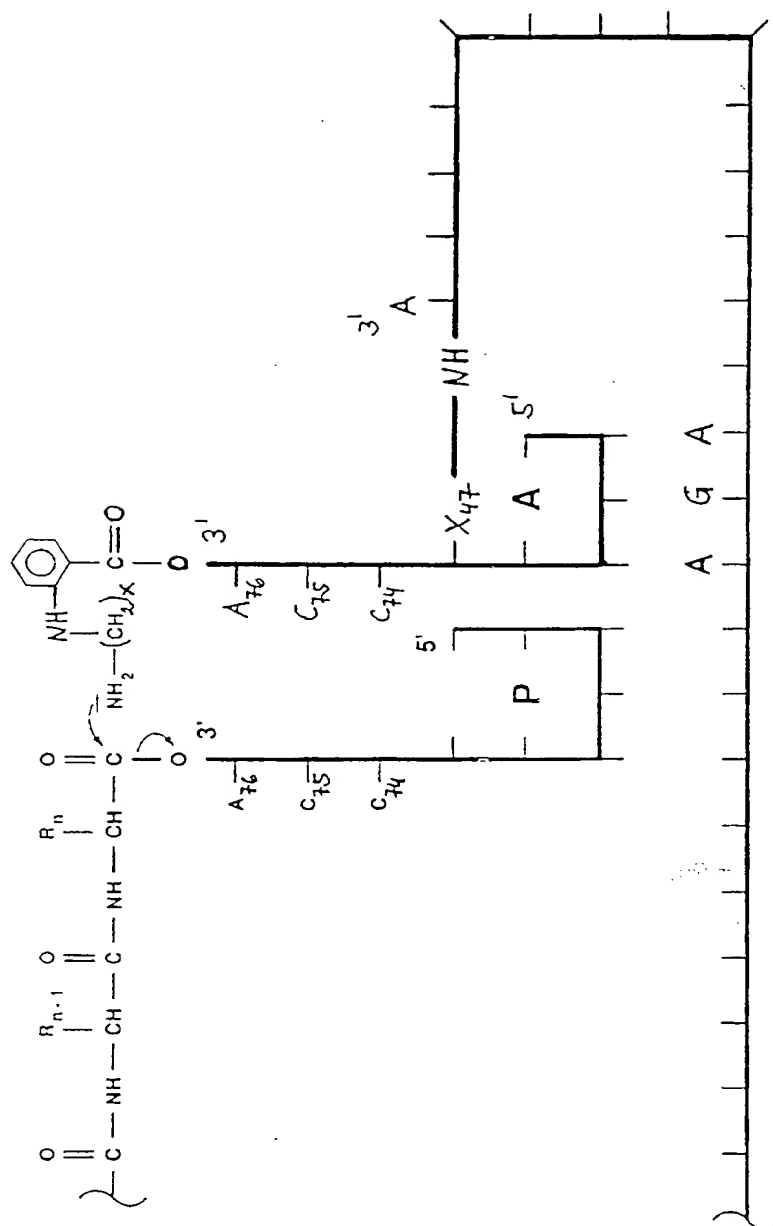 O R n-1 O R n O NH
C — NH — CH — C — NH — CH — C NH2 — (CH2)x C=O
O 3' O 3'
A76 A76
C75 C75
C74 C74
3'
A
5' X47 NH
P A 5'
A G A